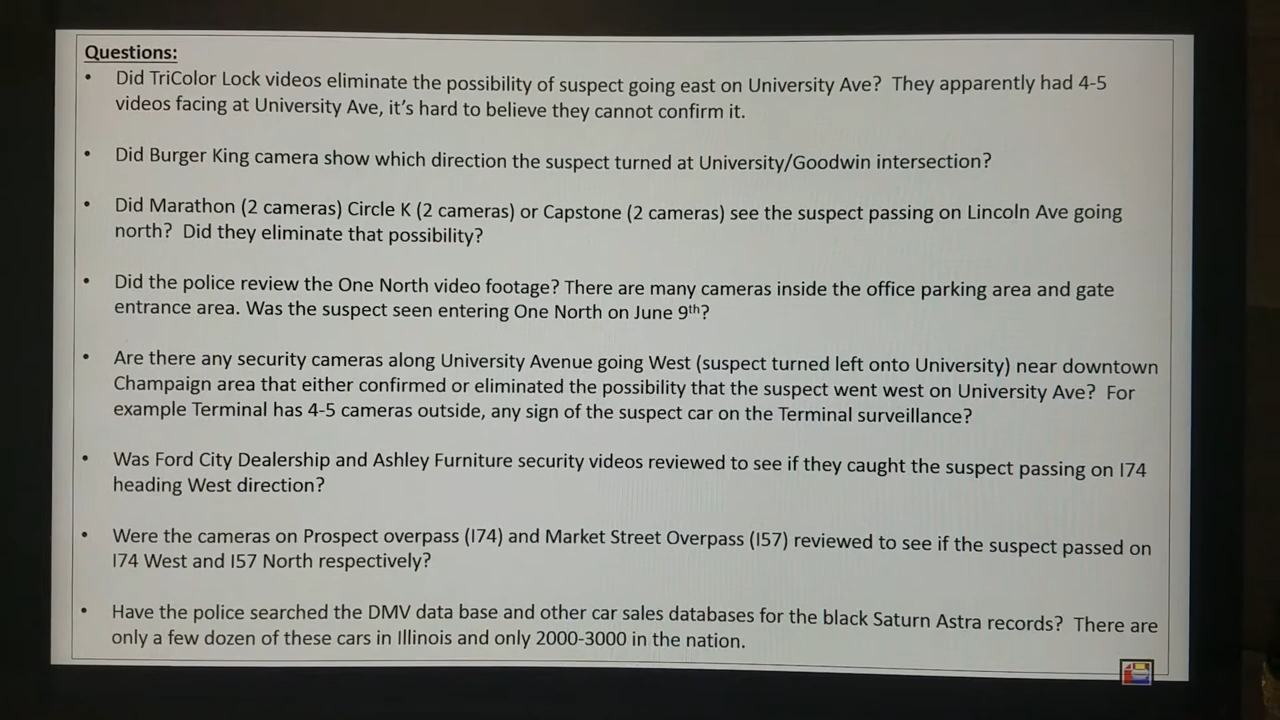 Questions:
• Did TriColor Lock videos eliminate the possibility of suspect going east on University Ave? They apparently had 4-5
videos facing at University Ave, it's hard to believe they cannot confirm it.
• Did Burger King camera show which direction the suspect turned at University/Goodwin intersection?
• Did Marathon (2 cameras) Circle K (2 cameras) or Capstone (2 cameras) see the suspect passing on Lincoln Ave going
north? Did they eliminate that possibility?
• Did the police review the One North video footage? There are many cameras inside the office parking area and gate
entrance area. Was the suspect seen entering One North on June 9th?
• Are there any security cameras along University Avenue going West (suspect turned left onto University) near downtown
Champaign area that either confirmed or eliminated the possibility that the suspect went west on University Ave? For
example Terminal has 4-5 cameras outside, any sign of the suspect car on the Terminal surveillance?
• Was Ford City Dealership and Ashley Furniture security videos reviewed to see if they caught the suspect passing on I74
heading West direction?
• Were the cameras on Prospect overpass (I74) and Market Street Overpass (I57) reviewed to see if the suspect passed on
I74 West and I57 North respectively?
• Have the police searched the DMV data base and other car sales databases for the black Saturn Astra records? There are
only a few dozen of these cars in Illinois and only 2000-3000 in the nation.